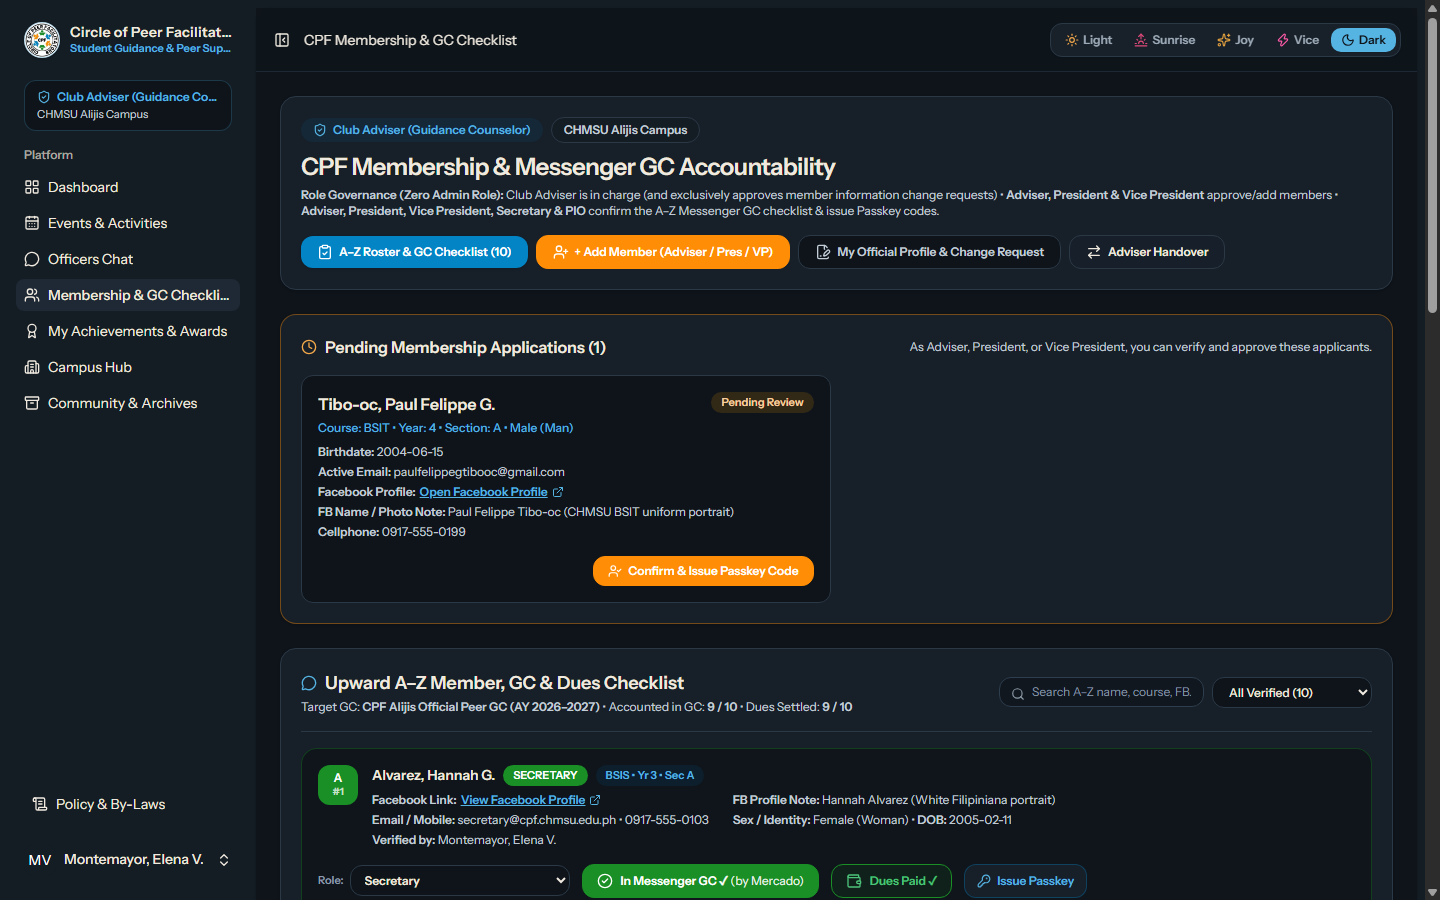 Circle of Peer Facilitat...
Student Guidance & Peer Sup...
Club Adviser (Guidance Co...
CHMSU Alijis Campus
Platform
Dashboard
Events & Activities
Officers Chat
Membership & GC Checkli...
My Achievements & Awards
Campus Hub
Community & Archives
Policy & By-Laws
MV Montemayor, Elena V.
CPF Membership & GC Checklist
Light Sunrise Joy Vice Dark
Club Adviser (Guidance Counselor) CHMSU Alijis Campus
CPF Membership & Messenger GC Accountability
Role Governance (Zero Admin Role): Club Adviser is in charge (and exclusively approves member information change requests) • Adviser, President & Vice President approve/add members •
Adviser, President, Vice President, Secretary & PIO confirm the A–Z Messenger GC checklist & issue Passkey codes.
A–Z Roster & GC Checklist (10) + Add Member (Adviser / Pres / VP) My Official Profile & Change Request Adviser Handover
Pending Membership Applications (1) As Adviser, President, or Vice President, you can verify and approve these applicants.
Tibo-oc, Paul Felippe G. Pending Review
Course: BSIT • Year: 4 • Section: A • Male (Man)
Birthdate: 2004-06-15
Active Email: paulfelippegtibooc@gmail.com
Facebook Profile: Open Facebook Profile
FB Name / Photo Note: Paul Felippe Tibo-oc (CHMSU BSIT uniform portrait)
Cellphone: 0917-555-0199
Confirm & Issue Passkey Code
Upward A–Z Member, GC & Dues Checklist
Target GC: CPF Alijis Official Peer GC (AY 2026–2027) • Accounted in GC: 9 / 10 • Dues Settled: 9 / 10
Search A-Z name, course, FB. All Verified (10)
A
#1
Alvarez, Hannah G. SECRETARY BSIS • Yr 3 • Sec A
Facebook Link: View Facebook Profile FB Profile Note: Hannah Alvarez (White Filipiniana portrait)
Email / Mobile: secretary@cpf.chmsu.edu.ph • 0917-555-0103 Sex / Identity: Female (Woman) • DOB: 2005-02-11
Verified by: Montemayor, Elena V.
Role: Secretary In Messenger GC ✓ (by Mercado) Dues Paid ✓ Issue Passkey